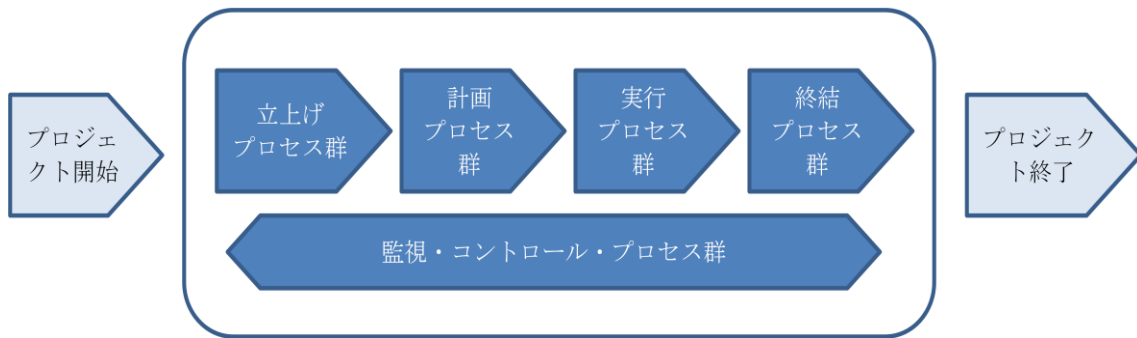 プロジェ
クト開始
立上げ
プロセス群
計画
プロセス
群
実行
プロセス
群
終結
プロセス
群
監視・コントロール・プロセス群
プロジェク
ト終了